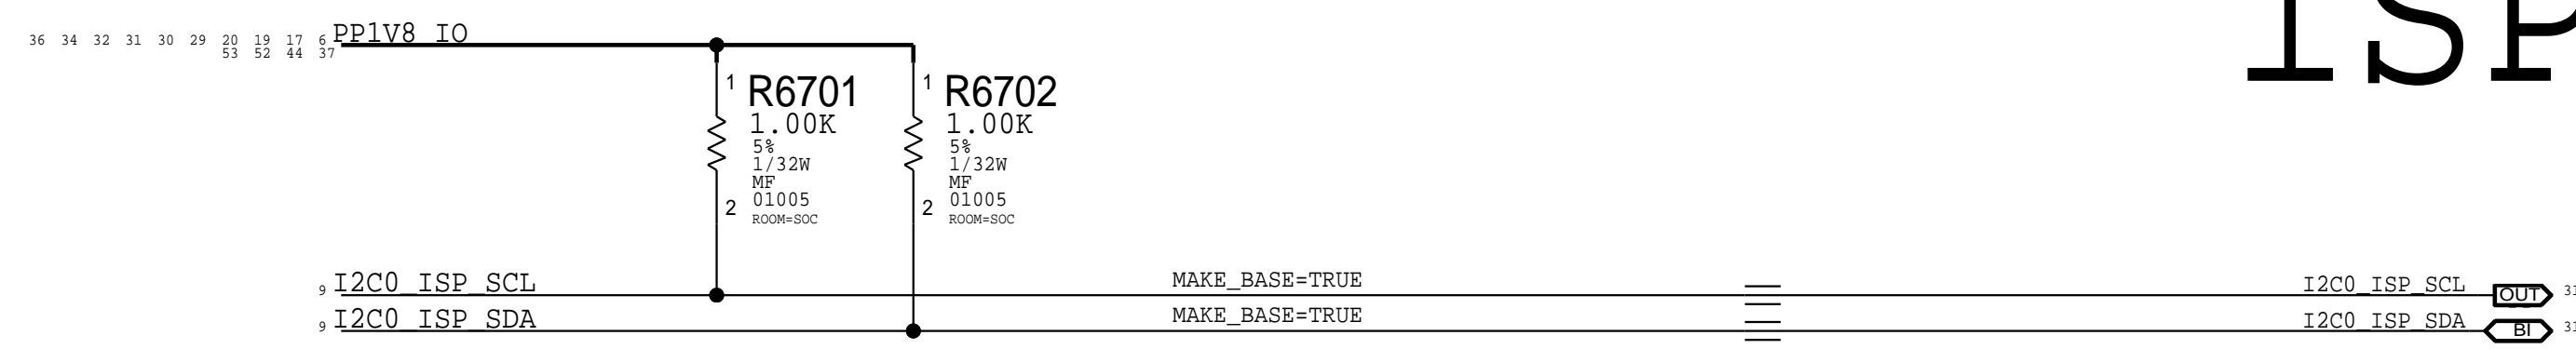 ISP
36 34 32 31 30 29 20 19 17 6 PP1V8_IO
53 52 44 37
1 R6701
1.00K
5%
1/32W
MF
01005
2
ROOM=SOC
1 R6702
1.00K
5%
1/32W
MF
01005
2
ROOM=SOC
9 I2C0_ISP_SCL MAKE_BASE=TRUE I2C0_ISP_SCL OUT 31
9 I2C0_ISP_SDA MAKE_BASE=TRUE I2C0_ISP_SDA BI 31